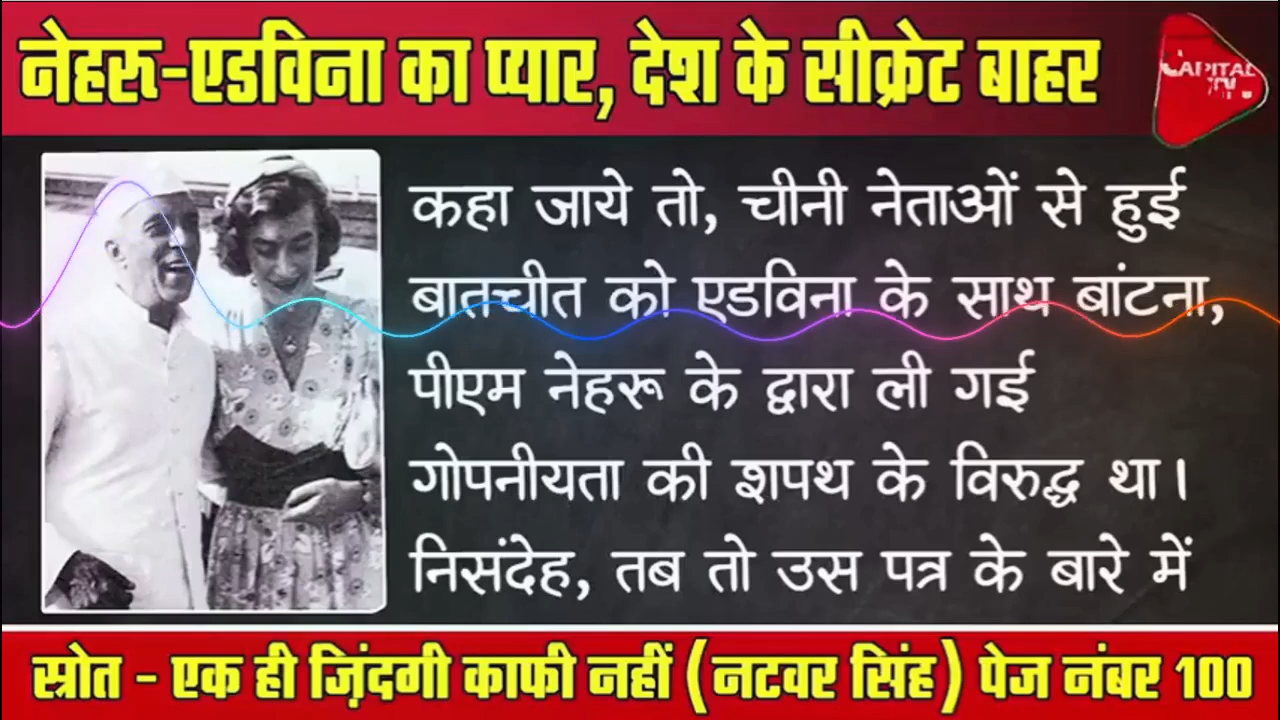 नेहरू-एडविना का प्यार, देश के सीक्रेट बाहर
CAPITAL
TV
कहा जाये तो, चीनी नेताओं से हुई
बातचीत को एडविना के साथ बांटना,
पीएम नेहरू के द्वारा ली गई
गोपनीयता की शपथ के विरुद्ध था।
निसंदेह, तब तो उस पत्र के बारे में
स्रोत - एक ही ज़िंदगी काफी नहीं (नटवर सिंह) पेज नंबर 100